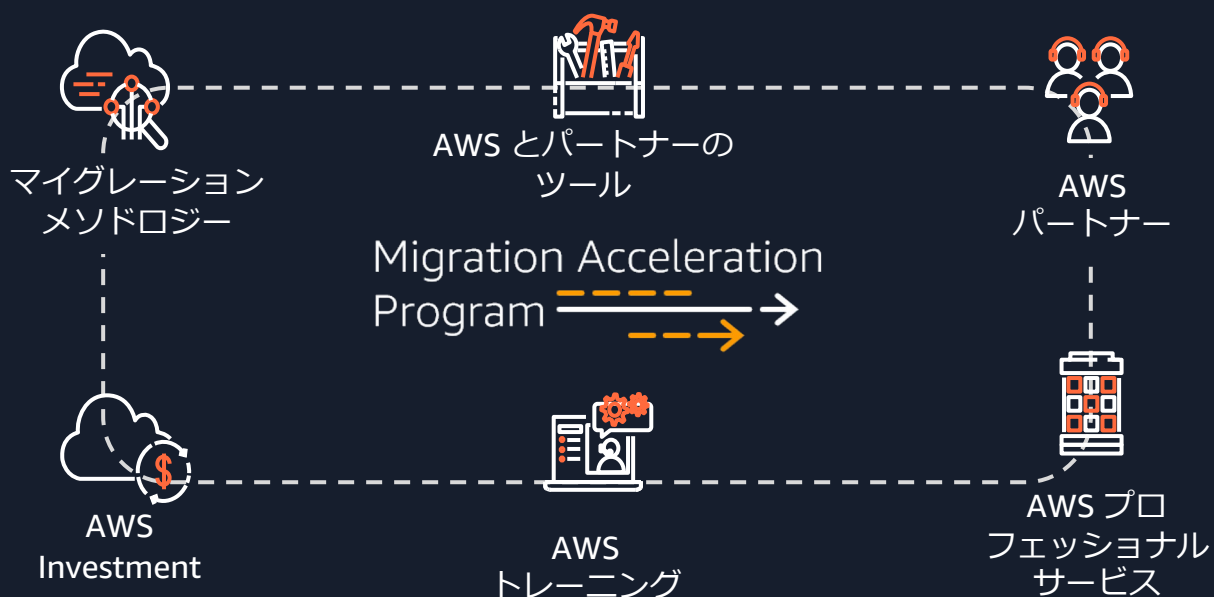 AWS とパートナーの
ツール
マイグレーション
メソドロジー
AWS
パートナー
Migration Acceleration
Program
$
AWS
Investment
AWS
トレーニング
AWS プロ
フェッショナル
サービス